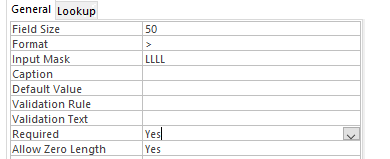 General Lookup
Field Size 50
Format >
Input Mask LLLL
Caption
Default Value
Validation Rule
Validation Text
Required Yes
Allow Zero Length Yes